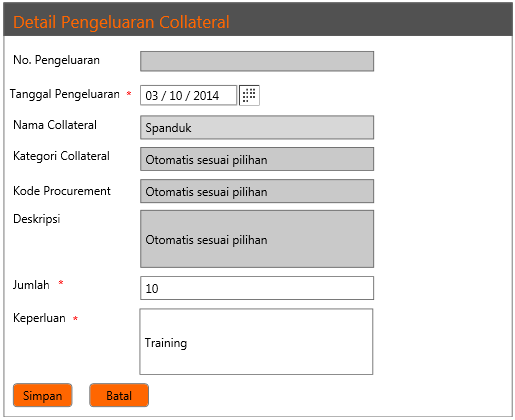 Detail Pengeluaran Collateral
No. Pengeluaran
Tanggal Pengeluaran * 03 / 10 / 2014
Nama Collateral Spanduk
Kategori Collateral Otomatis sesuai pilihan
Kode Procurement Otomatis sesuai pilihan
Deskripsi
Otomatis sesuai pilihan
Jumlah * 10
Keperluan *
Training
Simpan Batal